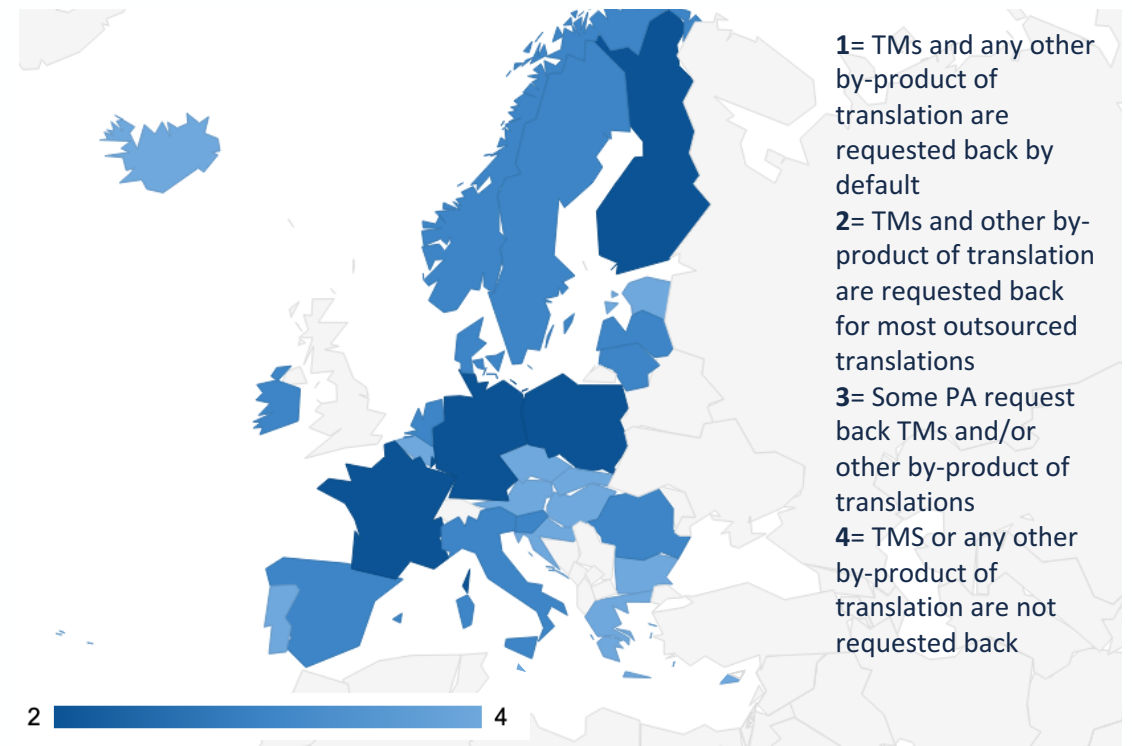 1= TMs and any other
by-product of
translation are
requested back by
default
2= TMs and other by-
product of translation
are requested back
for most outsourced
translations
3= Some PA request
back TMs and/or
other by-product of
translations
4= TMS or any other
by-product of
translation are not
requested back
2 4